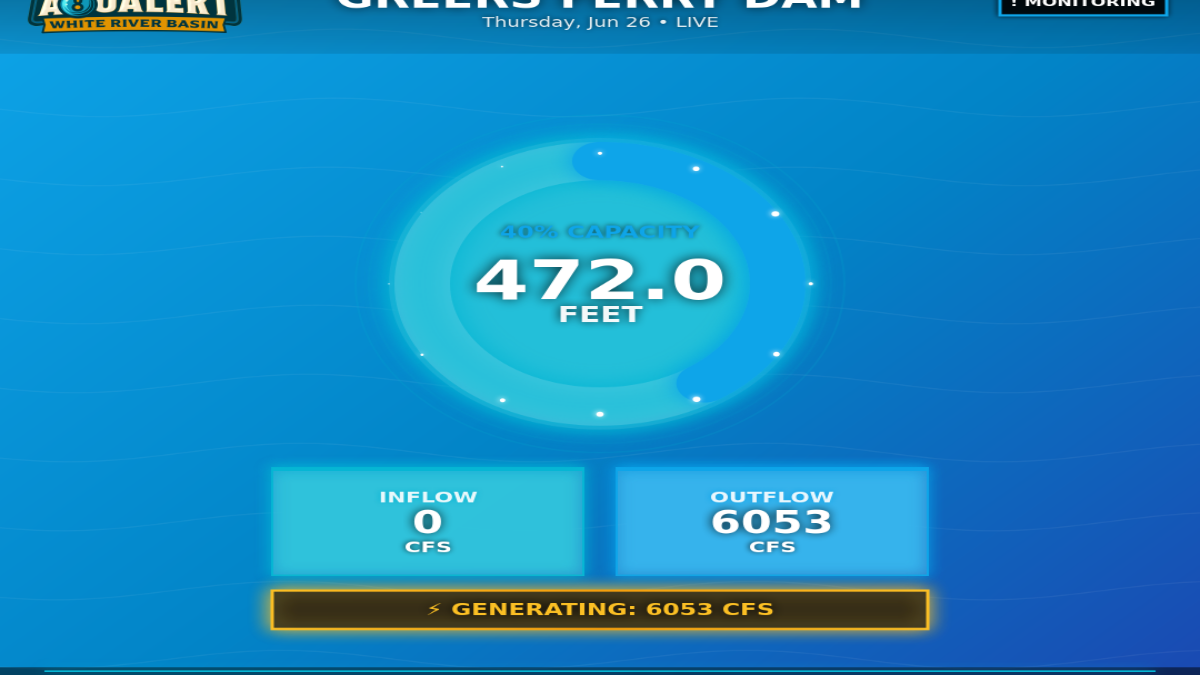 AQUALERT
WHITE RIVER BASIN
GREERS FERRY DAM
Thursday, Jun 26 • LIVE
! MONITORING
40% CAPACITY
472.0
FEET
INFLOW
0
CFS
OUTFLOW
6053
CFS
⚡ GENERATING: 6053 CFS